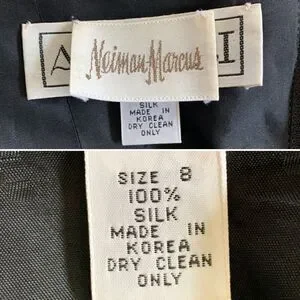 A
Neiman Marcus
I
SILK
MADE IN
KOREA
DRY CLEAN
ONLY
SIZE 8
100%
SILK
MADE IN
KOREA
DRY CLEAN
ONLY